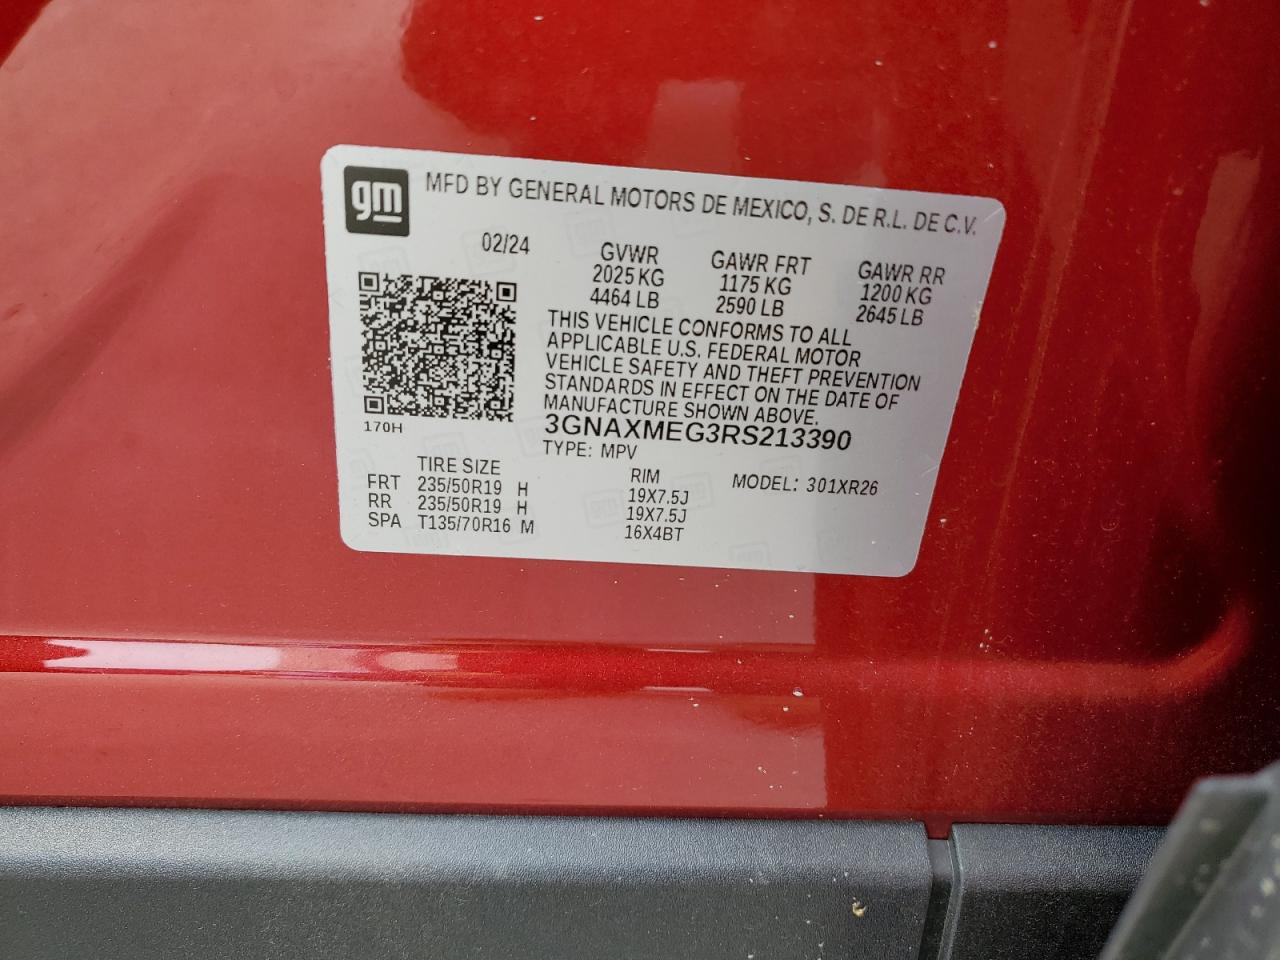 gm
MFD BY GENERAL MOTORS DE MEXICO, S. DE R.L. DE C.V.
02/24
GVWR GAWR FRT GAWR RR
2025 KG 1175 KG 1200 KG
4464 LB 2590 LB 2645 LB
THIS VEHICLE CONFORMS TO ALL
APPLICABLE U.S. FEDERAL MOTOR
VEHICLE SAFETY AND THEFT PREVENTION
STANDARDS IN EFFECT ON THE DATE OF
MANUFACTURE SHOWN ABOVE.
170H
3GNAXMEG3RS213390
TYPE: MPV
MODEL: 301XR26
TIRE SIZE RIM
FRT 235/50R19 H 19X7.5J
RR 235/50R19 H 19X7.5J
SPA T135/70R16 M 16X4BT